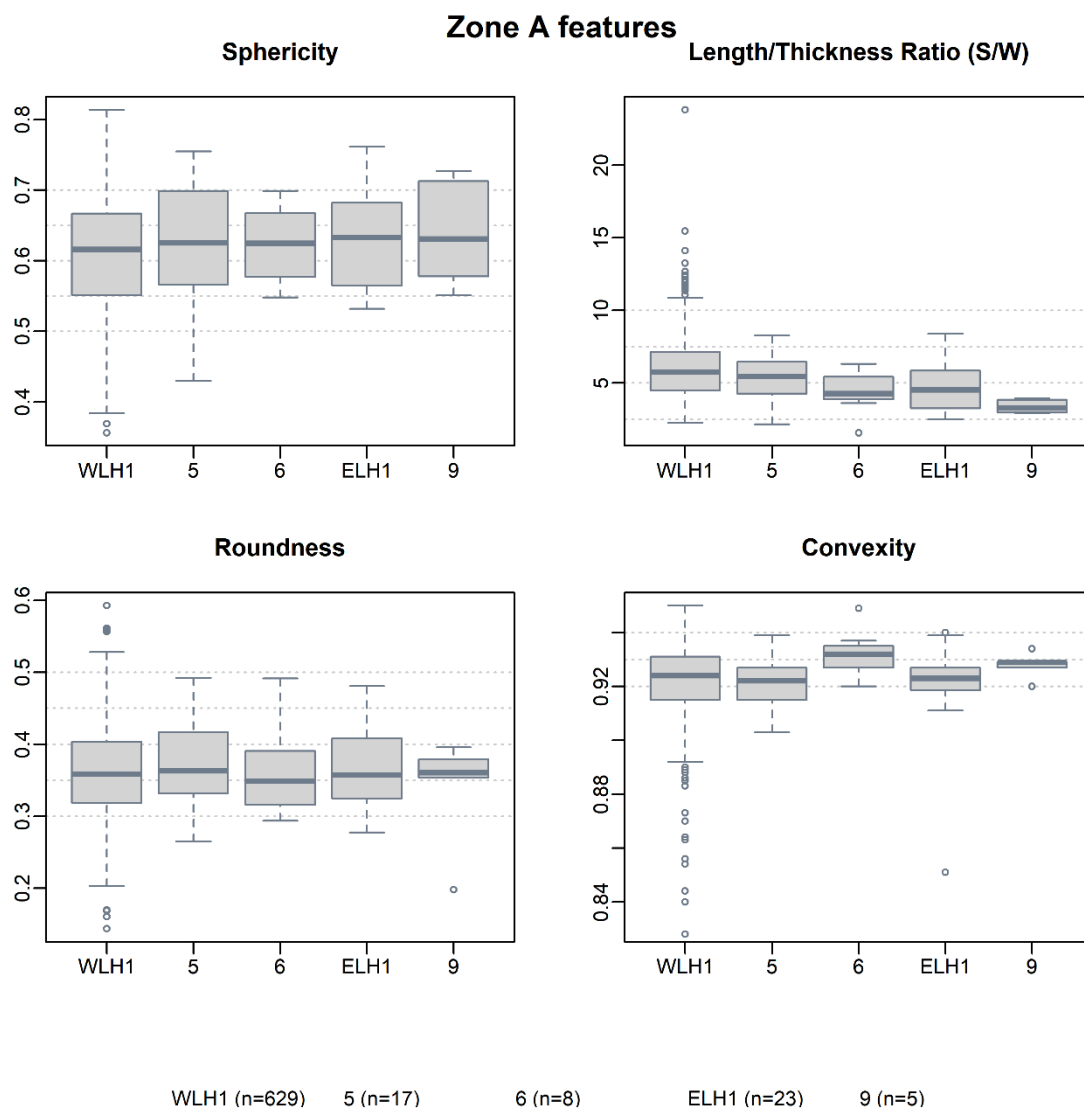 Zone A features
Sphericity
0.8
0.7
0.6
0.5
0.4
WLH1 5 6 ELH1 9
Length/Thickness Ratio (S/W)
20
15
10
5
WLH1 5 6 ELH1 9
Roundness
0.6
0.5
0.4
0.3
0.2
WLH1 5 6 ELH1 9
Convexity
0.92
0.88
0.84
WLH1 5 6 ELH1 9
WLH1 (n=629) 5 (n=17) 6 (n=8) ELH1 (n=23) 9 (n=5)